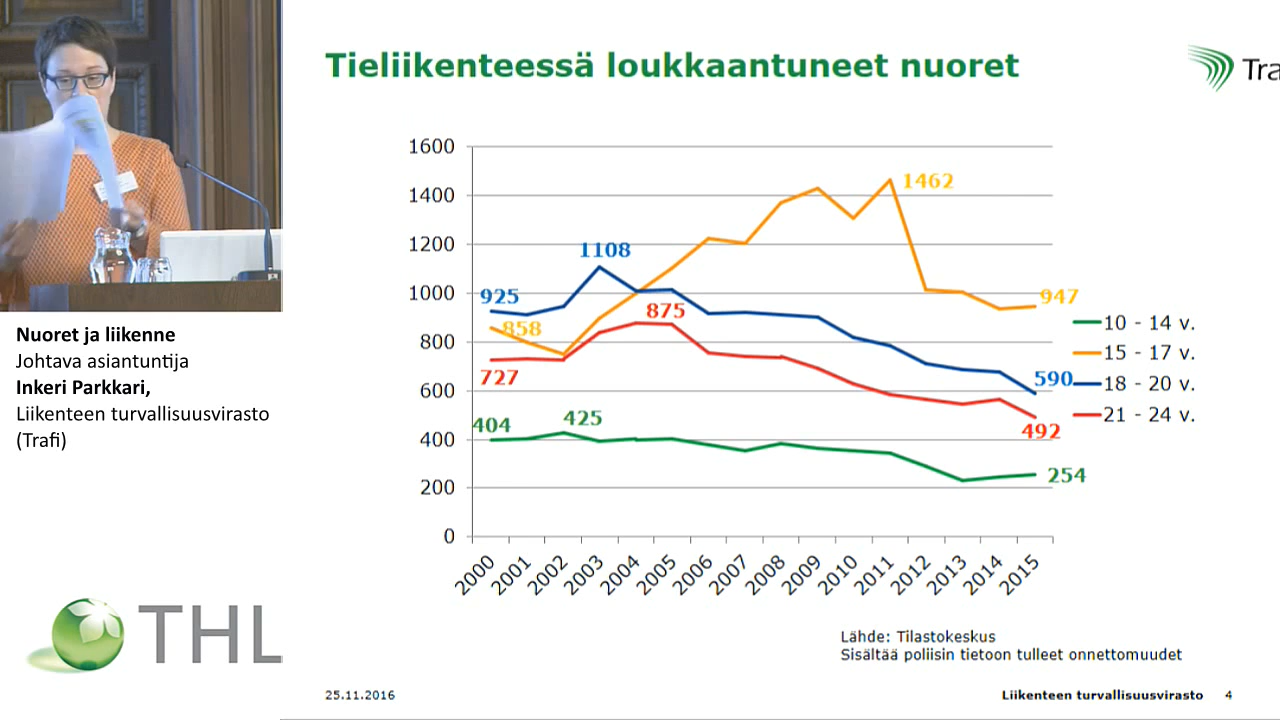 Tieliikenteessä loukkaantuneet nuoret
Tra
1600
1400
1200
1000
800
600
400
200
0
1462
1108
925
858
875
947
727
590
404
425
492
254
10 - 14 v.
15 - 17 v.
18 - 20 v.
21 - 24 v.
2000 2001 2002 2003 2004 2005 2006 2007 2008 2009 2010 2011 2012 2013 2014 2015
Lähde: Tilastokeskus
Sisältää poliisin tietoon tulleet onnettomuudet
25.11.2016
Liikenteen turvallisuusvirasto 4
Nuoret ja liikenne
Johtava asiantuntija
Inkeri Parkkari,
Liikenteen turvallisuusvirasto
(Trafi)
THL